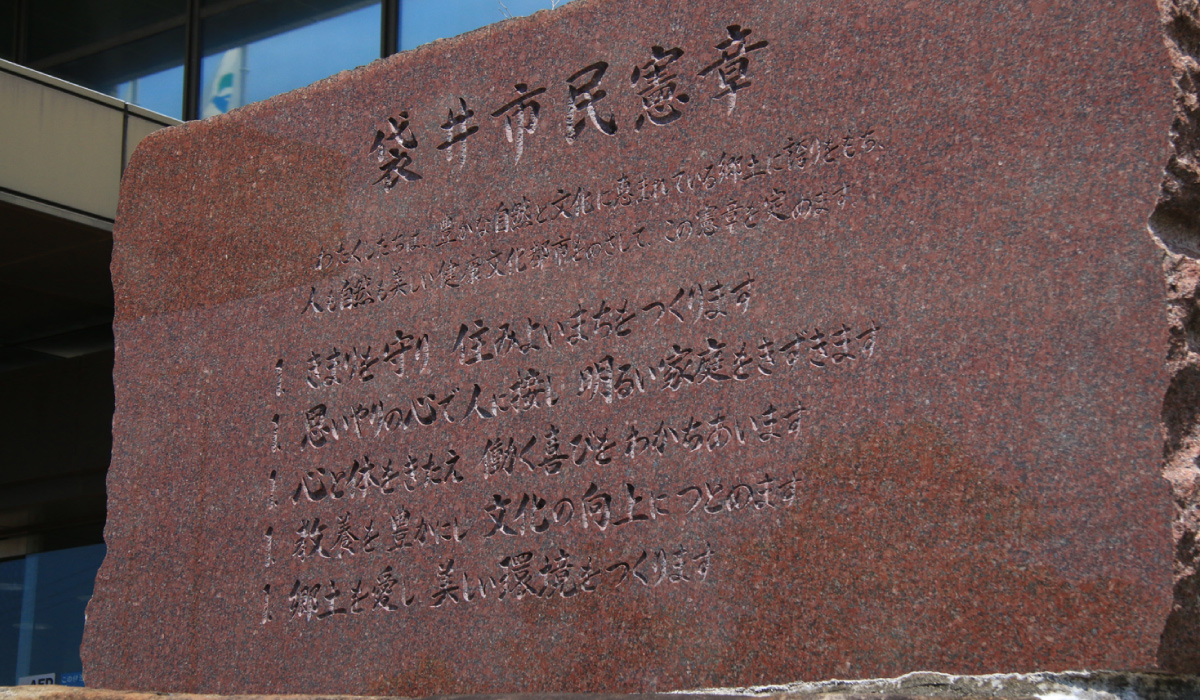 袋井市民憲章
わたくしたちは、豊かな自然と文化に恵まれている郷土に誇りをもち、
人も自然も美しい健康文化都市をめざして、この憲章を定めます
1 きまりを守り 住みよいまちをつくります
1 思いやりの心で人に接し 明るい家庭をきずきます
1 心と体をきたえ 働く喜びをわかちあいます
1 教養を豊かにし 文化の向上につとめます
1 郷土を愛し 美しい環境をつくります
AED